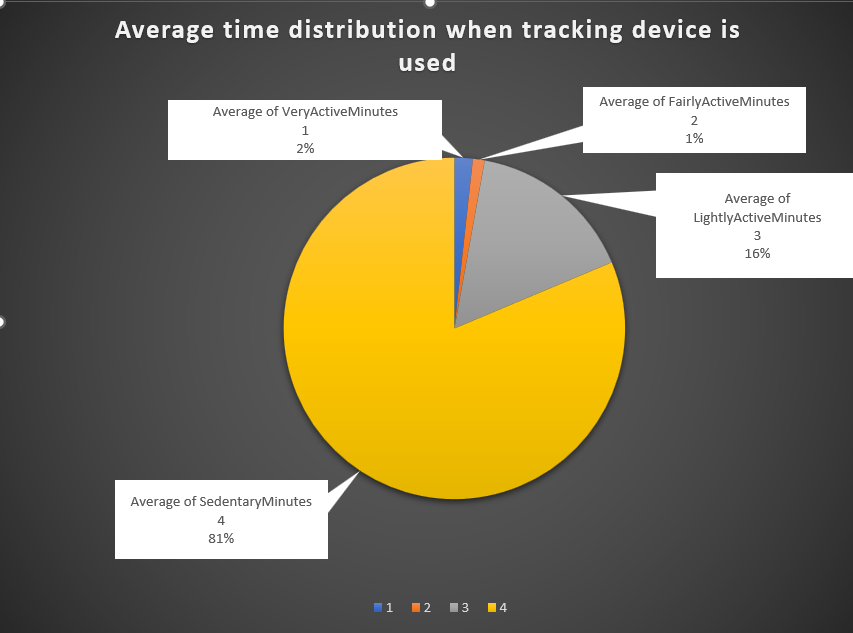 Average time distribution when tracking device is
used
Average of VeryActiveMinutes
1
2%
Average of FairlyActiveMinutes
2
1%
Average of
LightlyActiveMinutes
3
16%
Average of SedentaryMinutes
4
81%
1 2 3 4